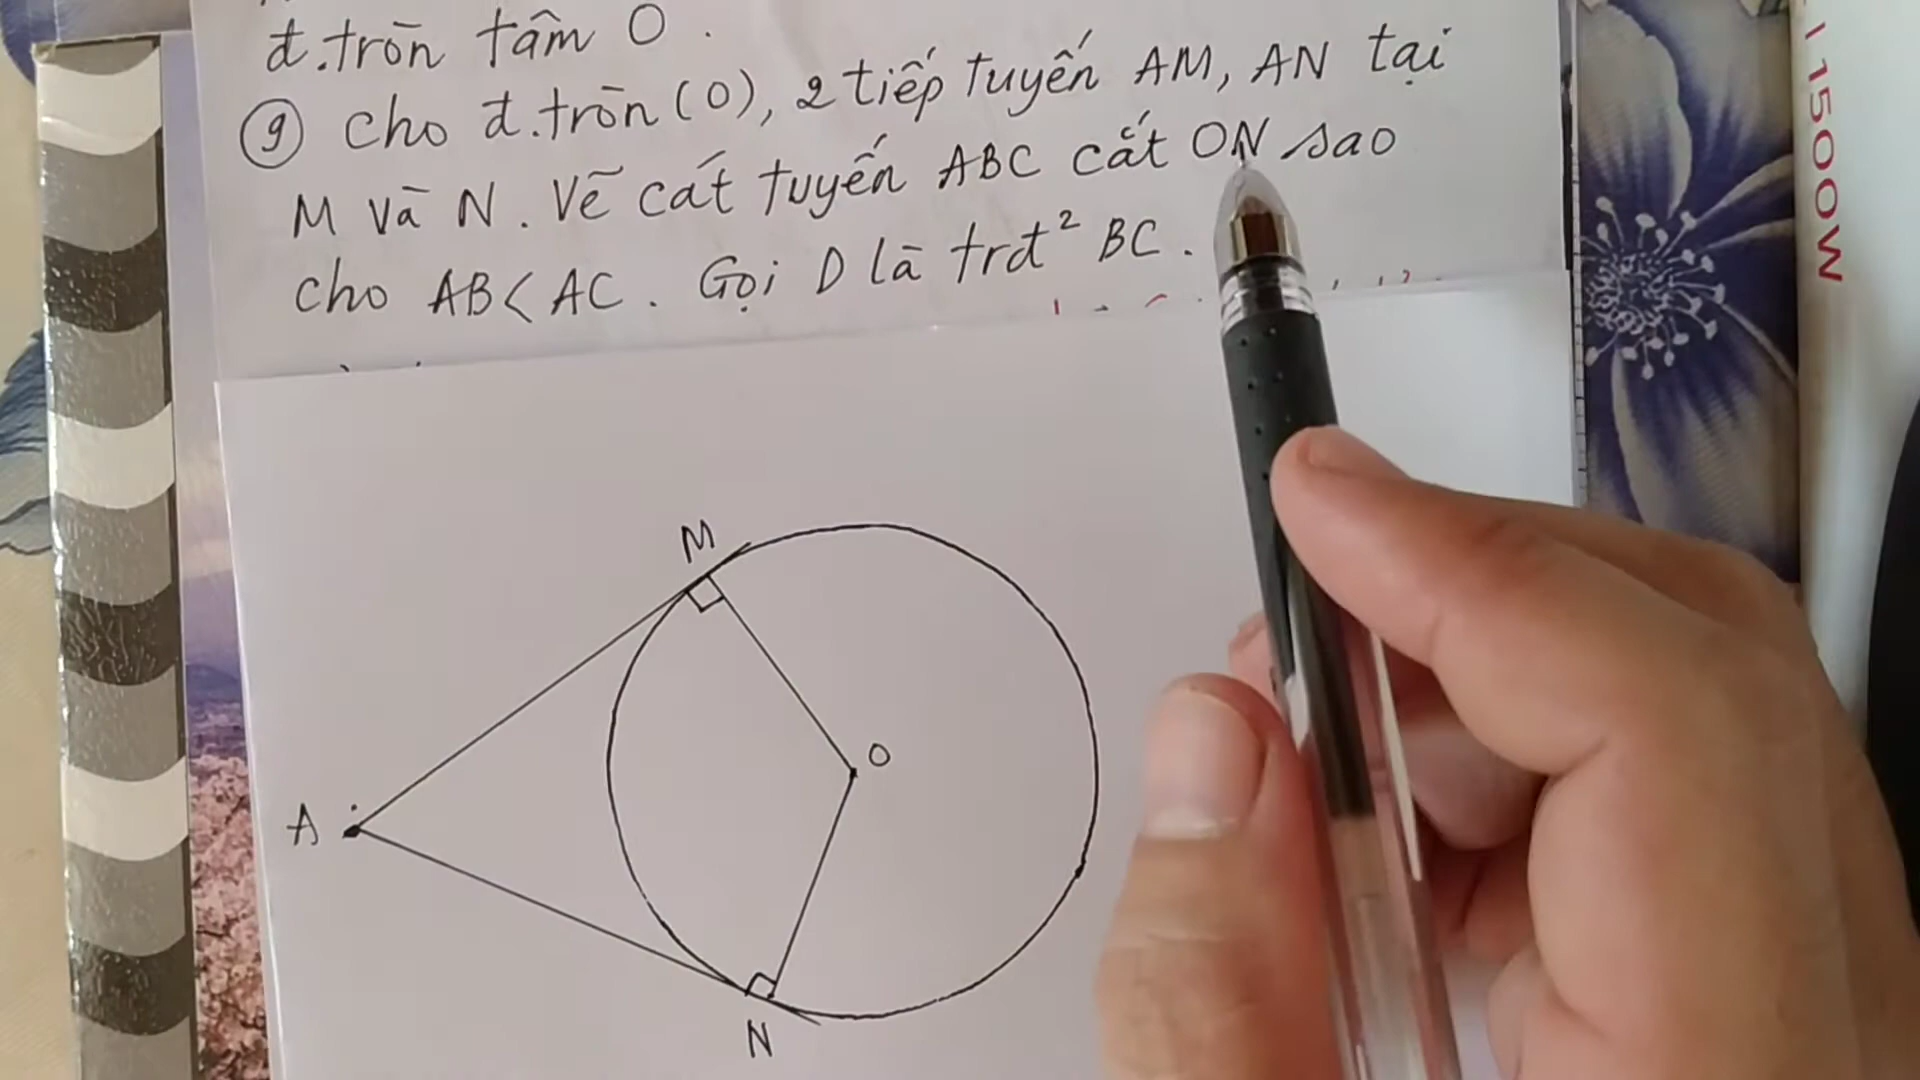 đ.tròn tâm O.
⑨ Cho đ.tròn (O), 2 tiếp tuyến AM, AN tại
M và N. Vẽ cát tuyến ABC cắt ON sao
cho AB < AC. Gọi D là trđ² BC.
M
O
A
N
1500W